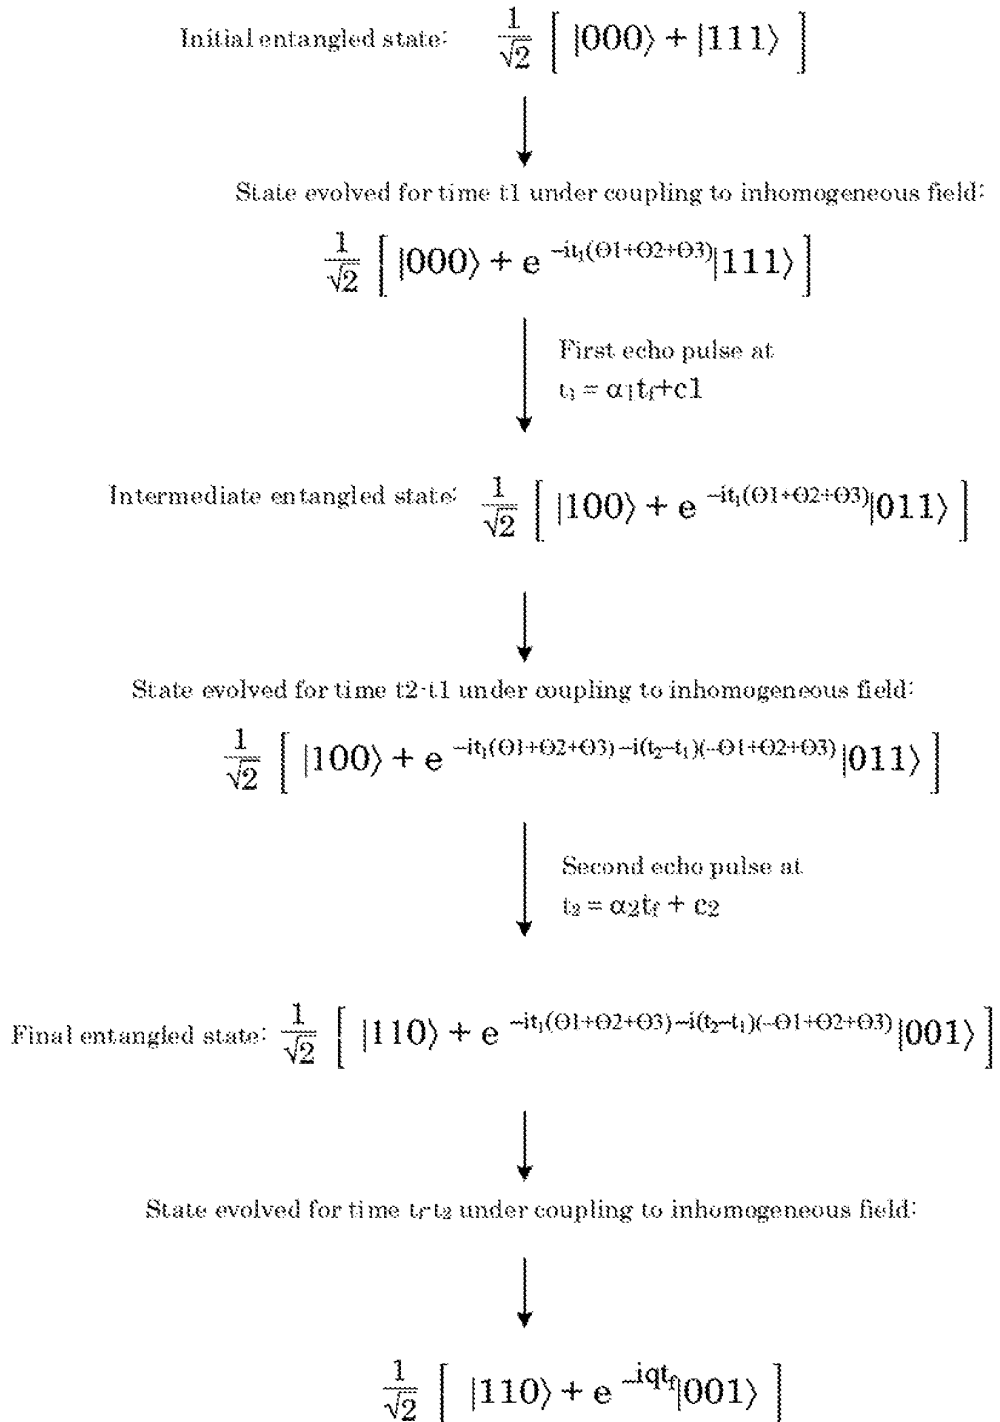 Initial entangled state: 1/√2 [ |000⟩ + |111⟩ ]
State evolved for time t1 under coupling to inhomogeneous field:
1/√2 [ |000⟩ + e^{–it₁(Θ1+Θ2+Θ3)}|111⟩ ]
First echo pulse at
t₁ = α₁t_f+c1
Intermediate entangled state: 1/√2 [ |100⟩ + e^{–it₁(Θ1+Θ2+Θ3)}|011⟩ ]
State evolved for time t2-t1 under coupling to inhomogeneous field:
1/√2 [ |100⟩ + e^{–it₁(Θ1+Θ2+Θ3)–i(t₂–t₁)(–Θ1+Θ2+Θ3)}|011⟩ ]
Second echo pulse at
t₂ = α₂t_f + c₂
Final entangled state: 1/√2 [ |110⟩ + e^{–it₁(Θ1+Θ2+Θ3)–i(t₂–t₁)(–Θ1+Θ2+Θ3)}|001⟩ ]
State evolved for time t_f-t₂ under coupling to inhomogeneous field:
1/√2 [ |110⟩ + e^{–iqt_f}|001⟩ ]